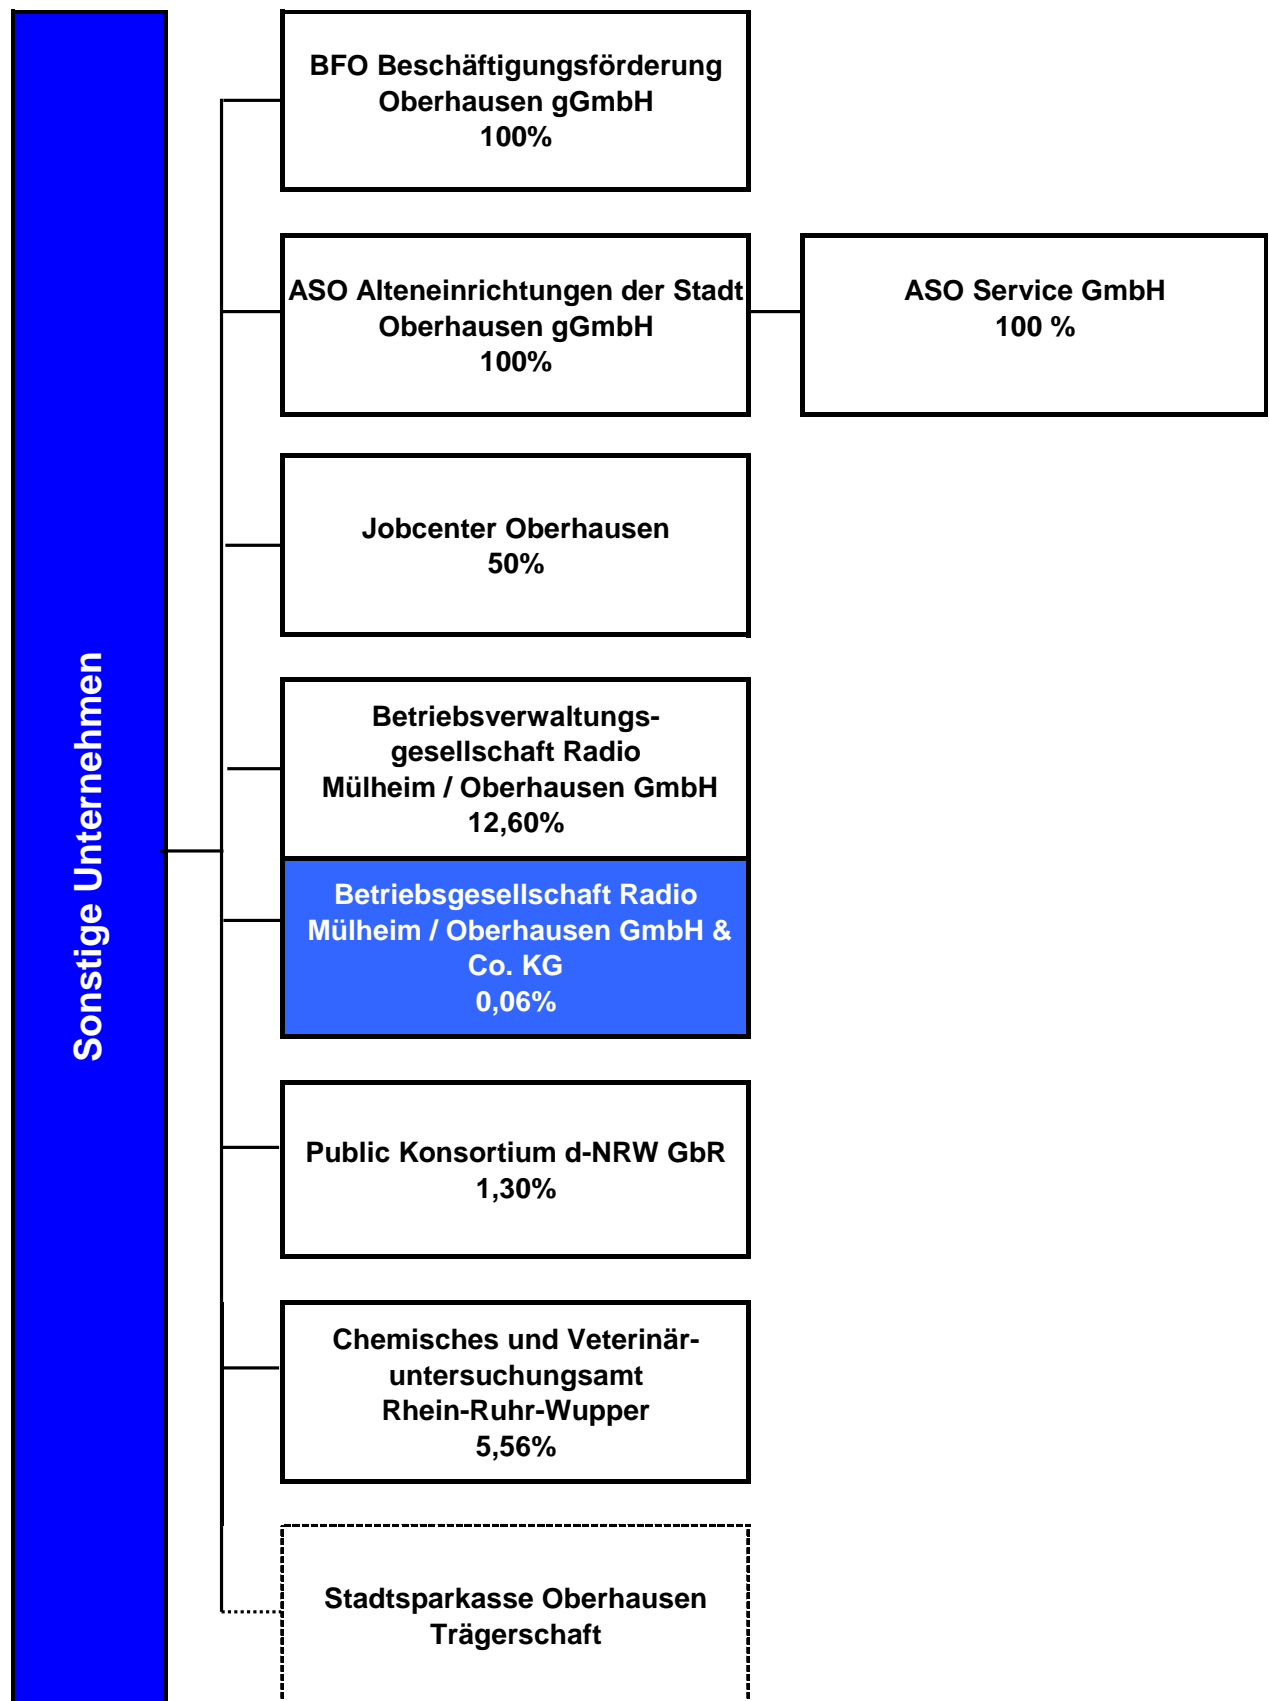 Sonstige Unternehmen
BFO Beschäftigungsförderung
Oberhausen gGmbH
100%
ASO Alteneinrichtungen der Stadt
Oberhausen gGmbH
100%
ASO Service GmbH
100 %
Jobcenter Oberhausen
50%
Betriebsverwaltungs-
gesellschaft Radio
Mülheim / Oberhausen GmbH
12,60%
Betriebsgesellschaft Radio
Mülheim / Oberhausen GmbH &
Co. KG
0,06%
Public Konsortium d-NRW GbR
1,30%
Chemisches und Veterinär-
untersuchungsamt
Rhein-Ruhr-Wupper
5,56%
Stadtsparkasse Oberhausen
Trägerschaft